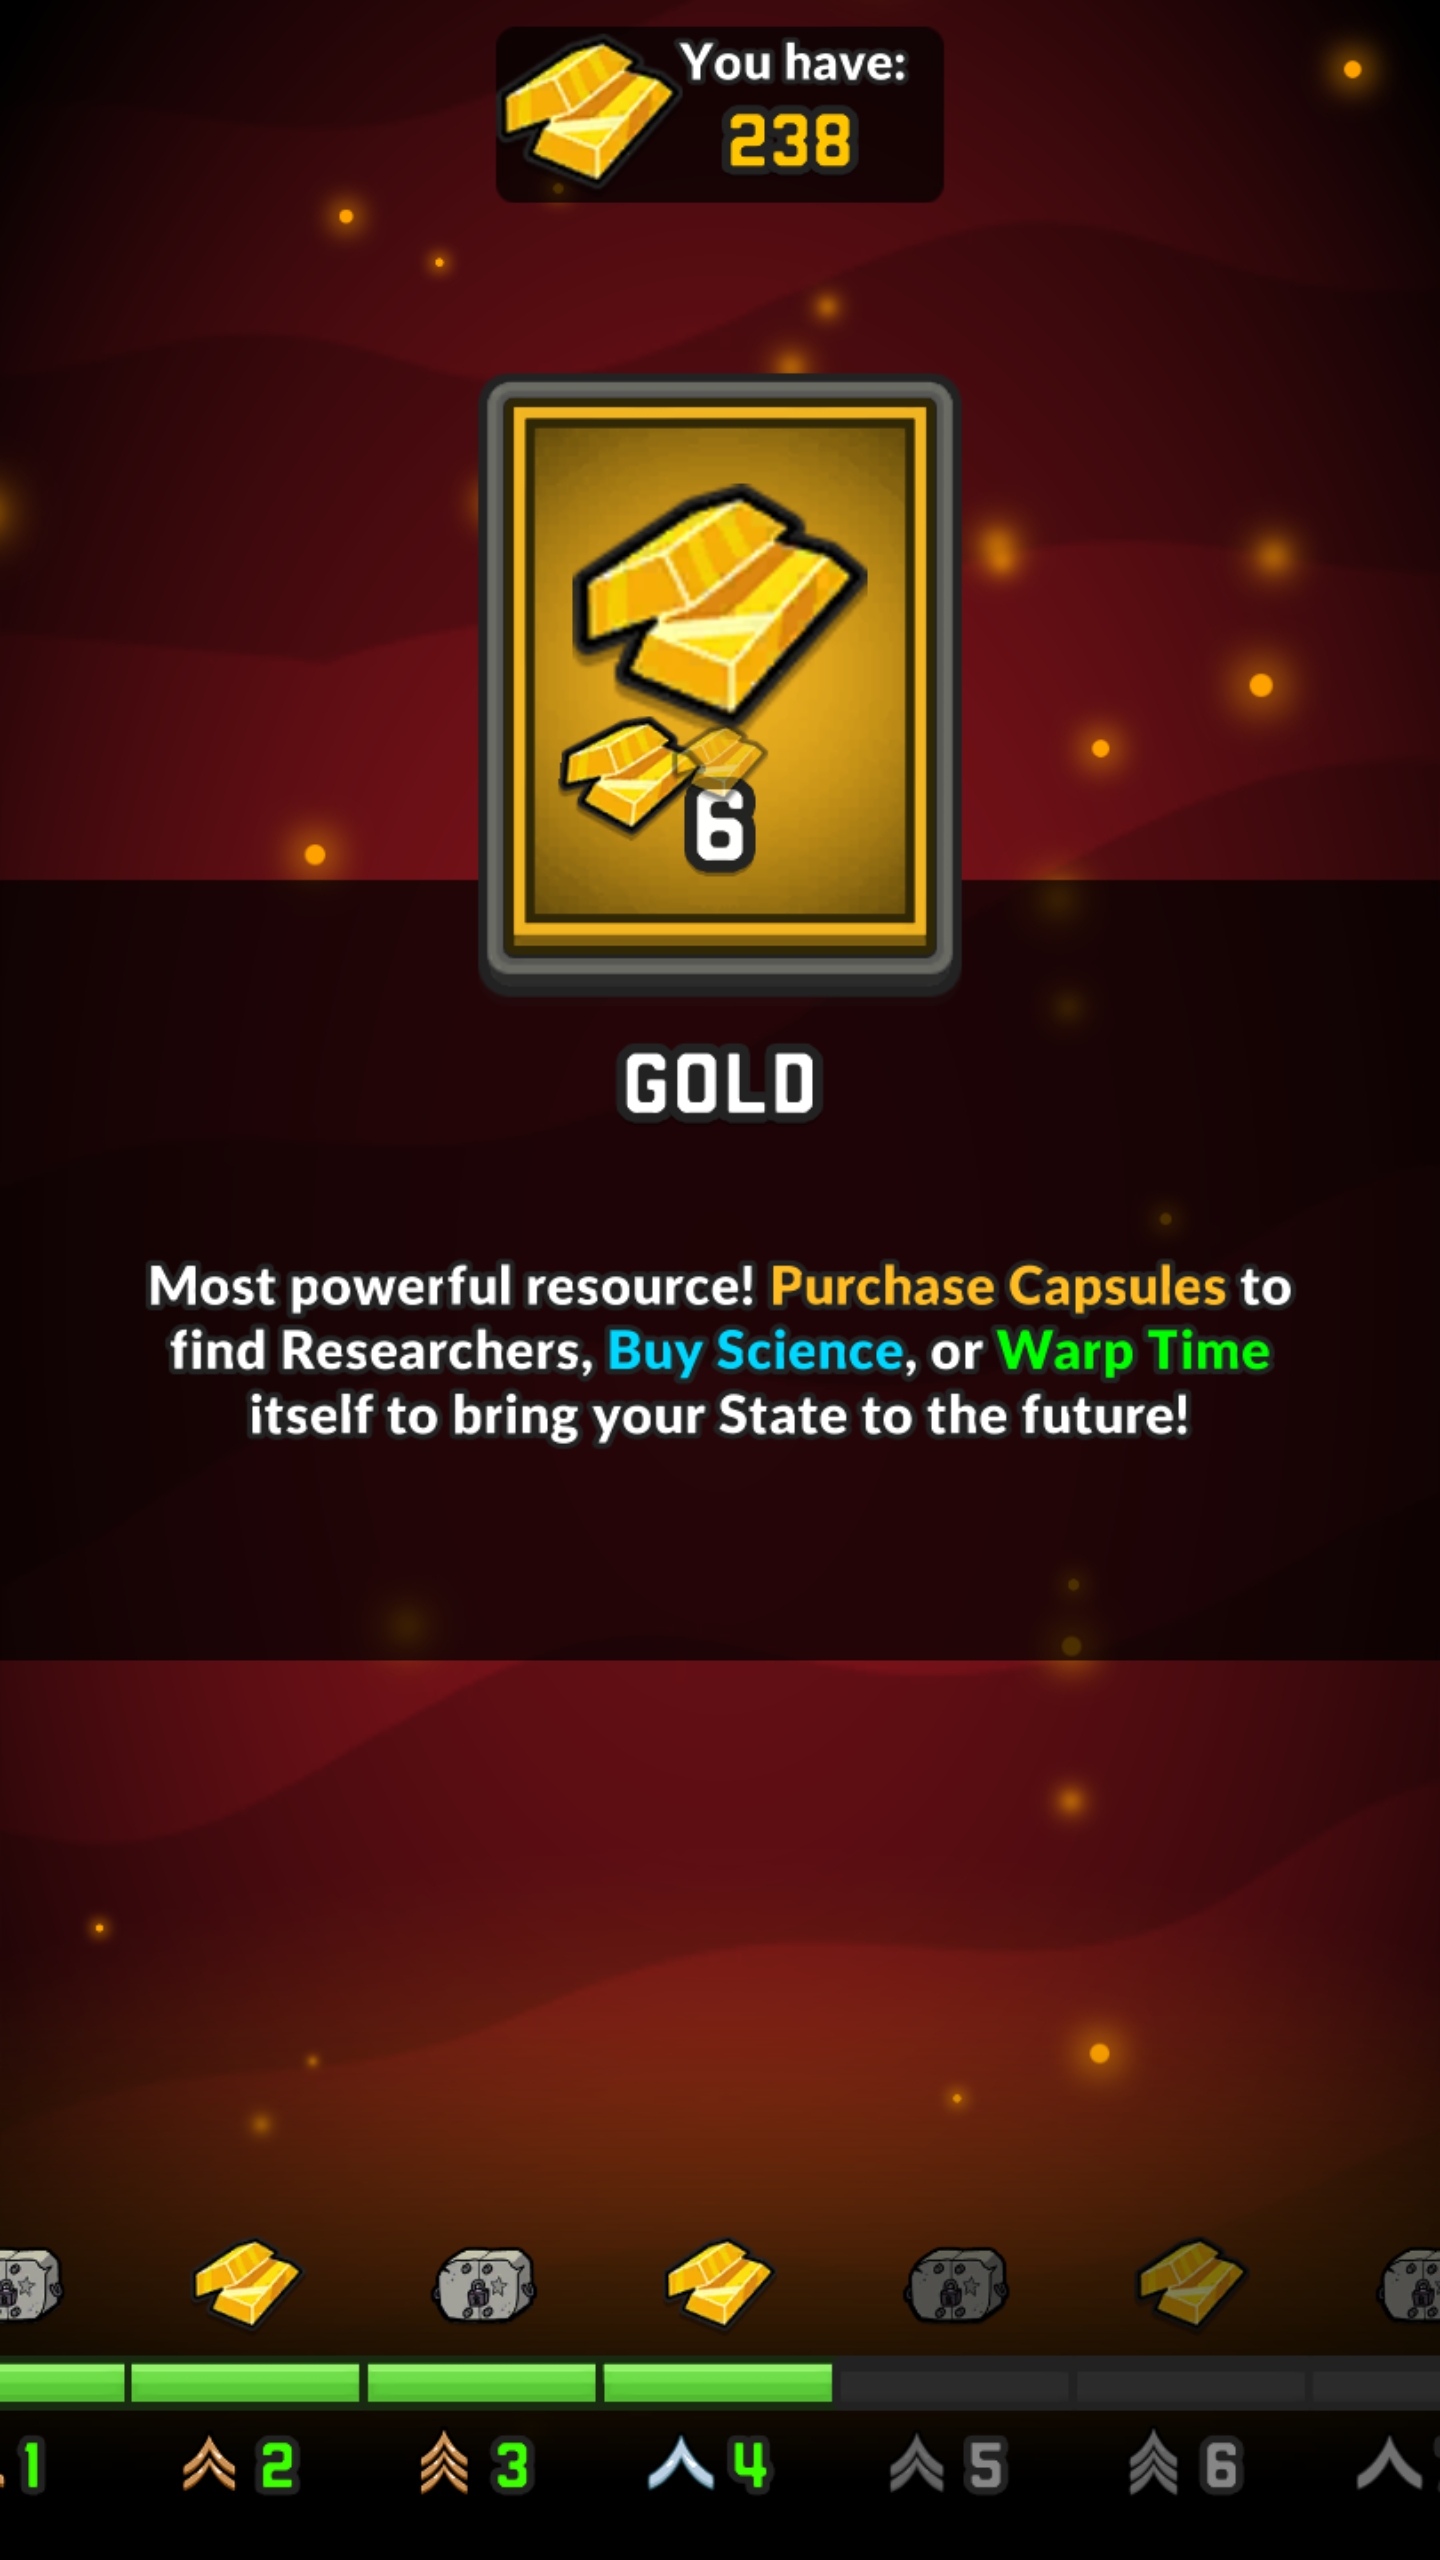 You have:
238
6
GOLD
Most powerful resource! Purchase Capsules to
find Researchers, Buy Science, or Warp Time
itself to bring your State to the future!
1 2 3 4 5 6